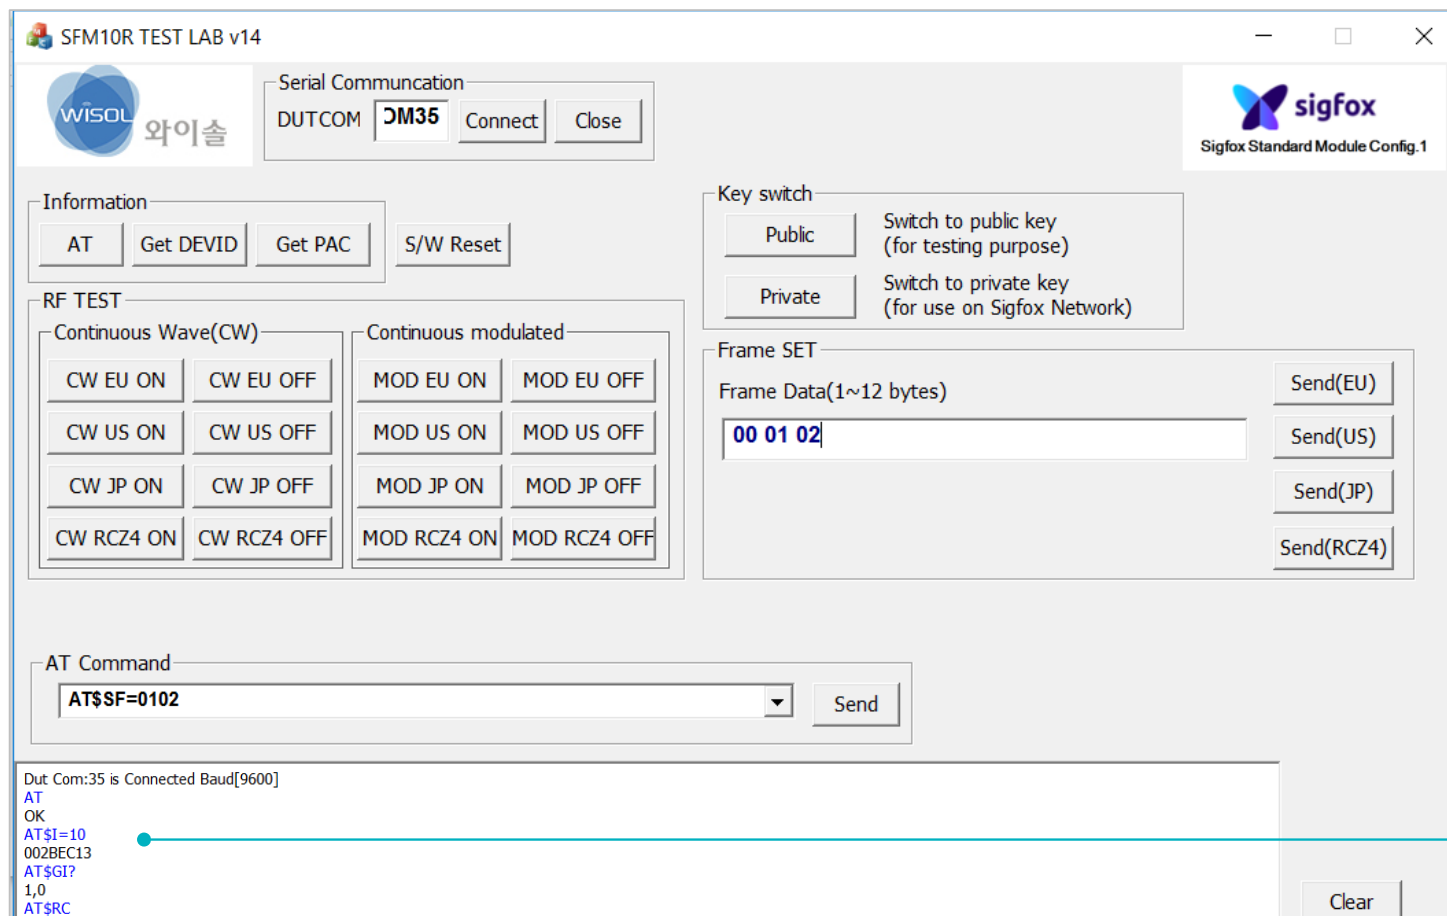 SFM10R TEST LAB v14
WISOL 와이솔
Serial Communcation
DUTCOM OM35 Connect Close
sigfox
Sigfox Standard Module Config.1
Information
AT Get DEVID Get PAC S/W Reset
Key switch
Public Switch to public key
(for testing purpose)
Private Switch to private key
(for use on Sigfox Network)
RF TEST
Continuous Wave(CW) Continuous modulated
CW EU ON CW EU OFF MOD EU ON MOD EU OFF
CW US ON CW US OFF MOD US ON MOD US OFF
CW JP ON CW JP OFF MOD JP ON MOD JP OFF
CW RCZ4 ON CW RCZ4 OFF MOD RCZ4 ON MOD RCZ4 OFF
Frame SET
Frame Data(1~12 bytes)
00 01 02
Send(EU)
Send(US)
Send(JP)
Send(RCZ4)
AT Command
AT$SF=0102 Send
Dut Com:35 is Connected Baud[9600]
AT
OK
AT$I=10
002BEC13
AT$GI?
1,0
AT$RC
Clear